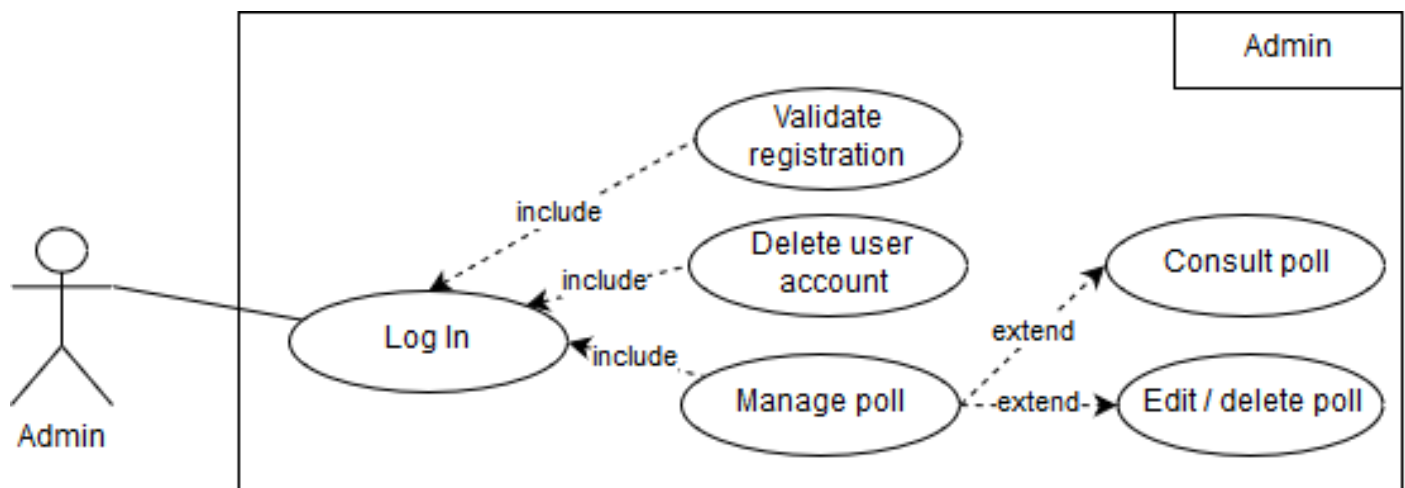 Admin
Validate
registration
include
Delete user
account
include
Consult poll
Log In
extend
include
Manage poll
extend
Edit / delete poll
Admin